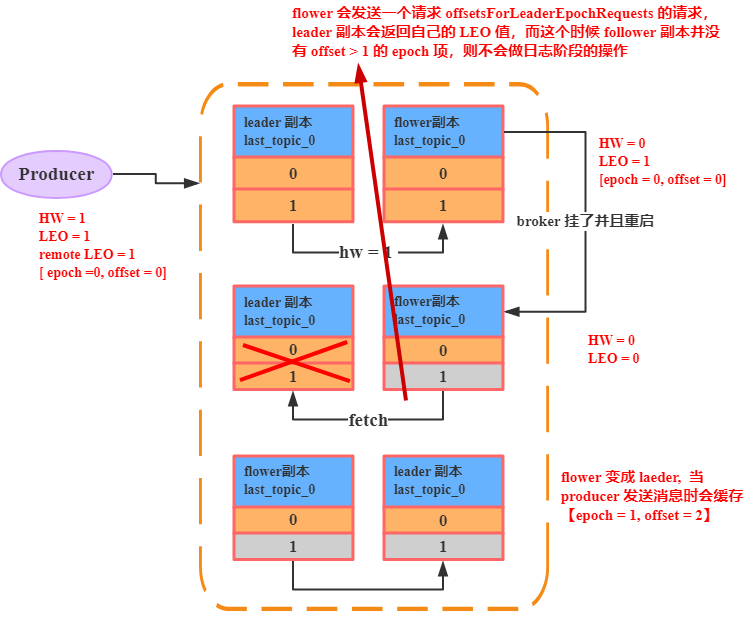 flower 会发送一个请求 offsetsForLeaderEpochRequests 的请求，
leader 副本会返回自己的 LEO 值，而这个时候 follower 副本并没
有 offset > 1 的 epoch 项，则不会做日志阶段的操作
leader 副本
last_topic_0
0
1
flower副本
last_topic_0
0
1
Producer
HW = 1
LEO = 1
remote LEO = 1
[ epoch =0, offset = 0]
HW = 0
LEO = 1
[epoch = 0, offset = 0]
broker 挂了并且重启
hw = 1
leader 副本
last_topic_0
0
1
flower副本
last_topic_0
0
1
HW = 0
LEO = 0
fetch
flower副本
last_topic_0
0
1
leader 副本
last_topic_0
0
1
flower 变成 laeder, 当
producer 发送消息时会缓存
【epoch = 1, offset = 2】